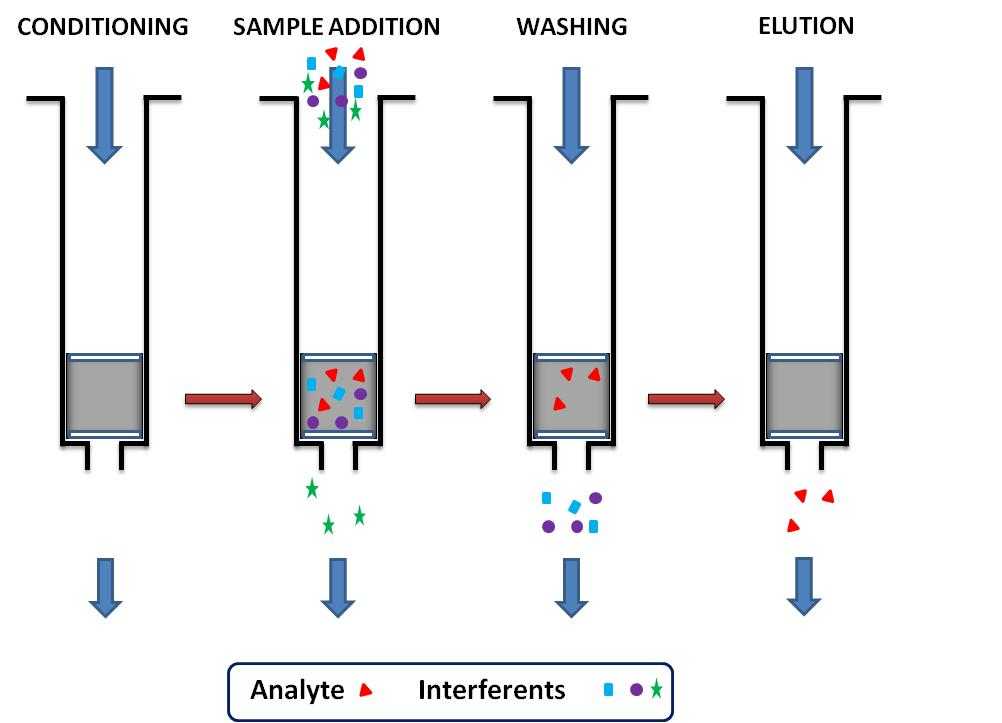 CONDITIONING
SAMPLE ADDITION
WASHING
ELUTION
Analyte
Interferents